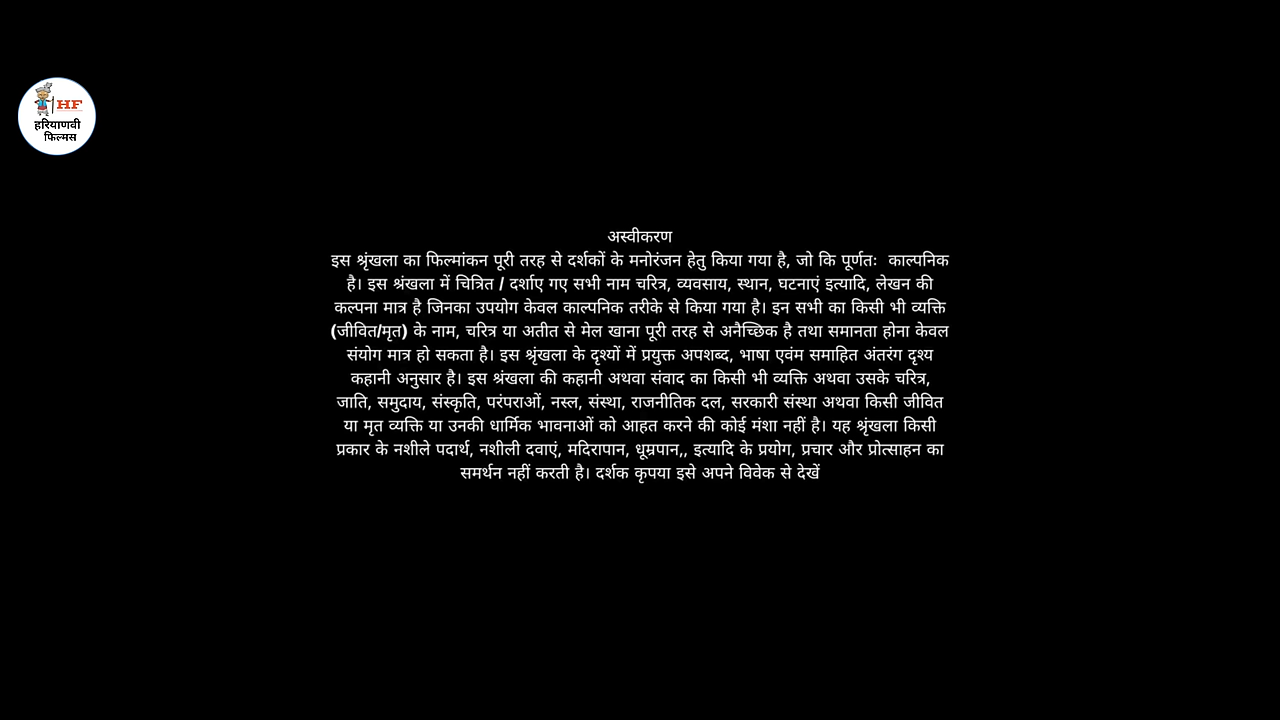 HF
हरियाणवी
फिल्मस
अस्वीकरण
इस श्रृंखला का फिल्मांकन पूरी तरह से दर्शकों के मनोरंजन हेतु किया गया है, जो कि पूर्णतः काल्पनिक
है। इस श्रंखला में चित्रित / दर्शाए गए सभी नाम चरित्र, व्यवसाय, स्थान, घटनाएं इत्यादि, लेखन की
कल्पना मात्र है जिनका उपयोग केवल काल्पनिक तरीके से किया गया है। इन सभी का किसी भी व्यक्ति
(जीवित/मृत) के नाम, चरित्र या अतीत से मेल खाना पूरी तरह से अनैच्छिक है तथा समानता होना केवल
संयोग मात्र हो सकता है। इस श्रृंखला के दृश्यों में प्रयुक्त अपशब्द, भाषा एवंम समाहित अंतरंग दृश्य
कहानी अनुसार है। इस श्रंखला की कहानी अथवा संवाद का किसी भी व्यक्ति अथवा उसके चरित्र,
जाति, समुदाय, संस्कृति, परंपराओं, नस्ल, संस्था, राजनीतिक दल, सरकारी संस्था अथवा किसी जीवित
या मृत व्यक्ति या उनकी धार्मिक भावनाओं को आहत करने की कोई मंशा नहीं है। यह श्रृंखला किसी
प्रकार के नशीले पदार्थ, नशीली दवाएं, मदिरापान, धूम्रपान,, इत्यादि के प्रयोग, प्रचार और प्रोत्साहन का
समर्थन नहीं करती है। दर्शक कृपया इसे अपने विवेक से देखें